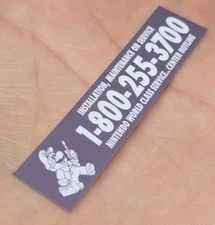 INSTALLATION, MAINTENANCE OR SERVICE
1-800-255-3700
NINTENDO WORLD CLASS SERVICE. CENTER HOTLINE